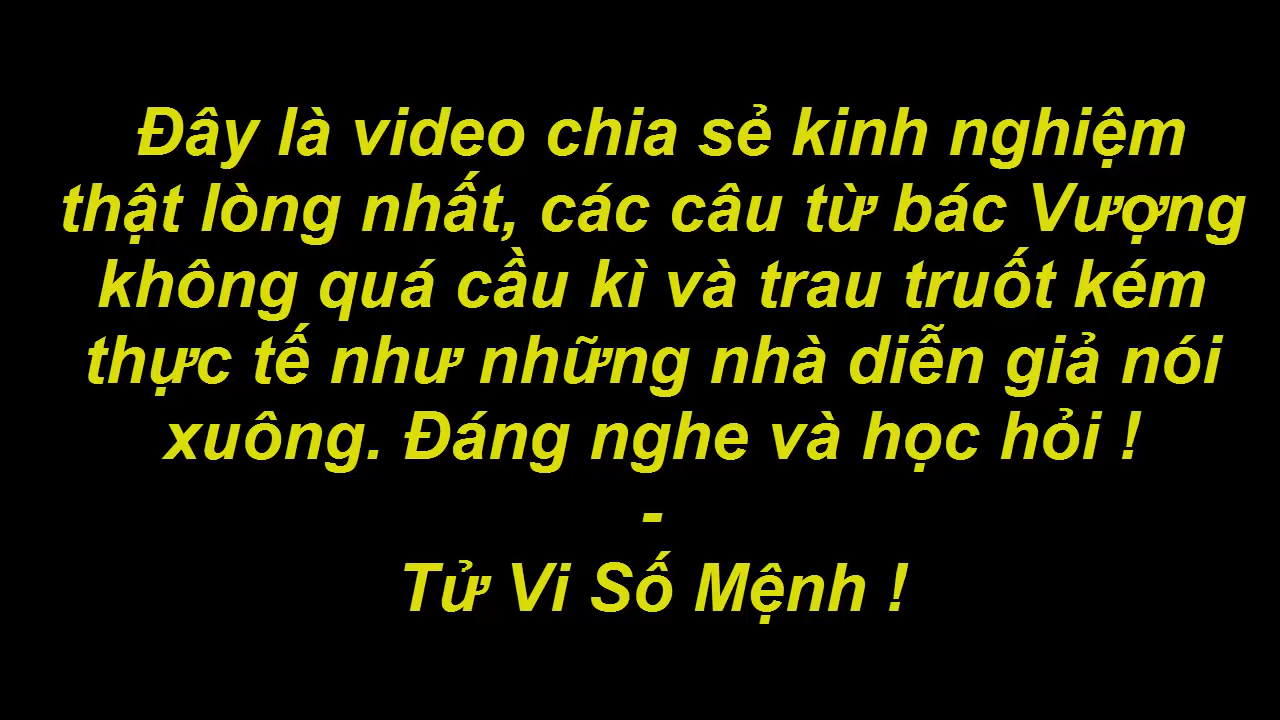 Đây là video chia sẻ kinh nghiệm
thật lòng nhất, các câu từ bác Vượng
không quá cầu kì và trau truốt kém
thực tế như những nhà diễn giả nói
xuông. Đáng nghe và học hỏi !
-
Tử Vi Số Mệnh !